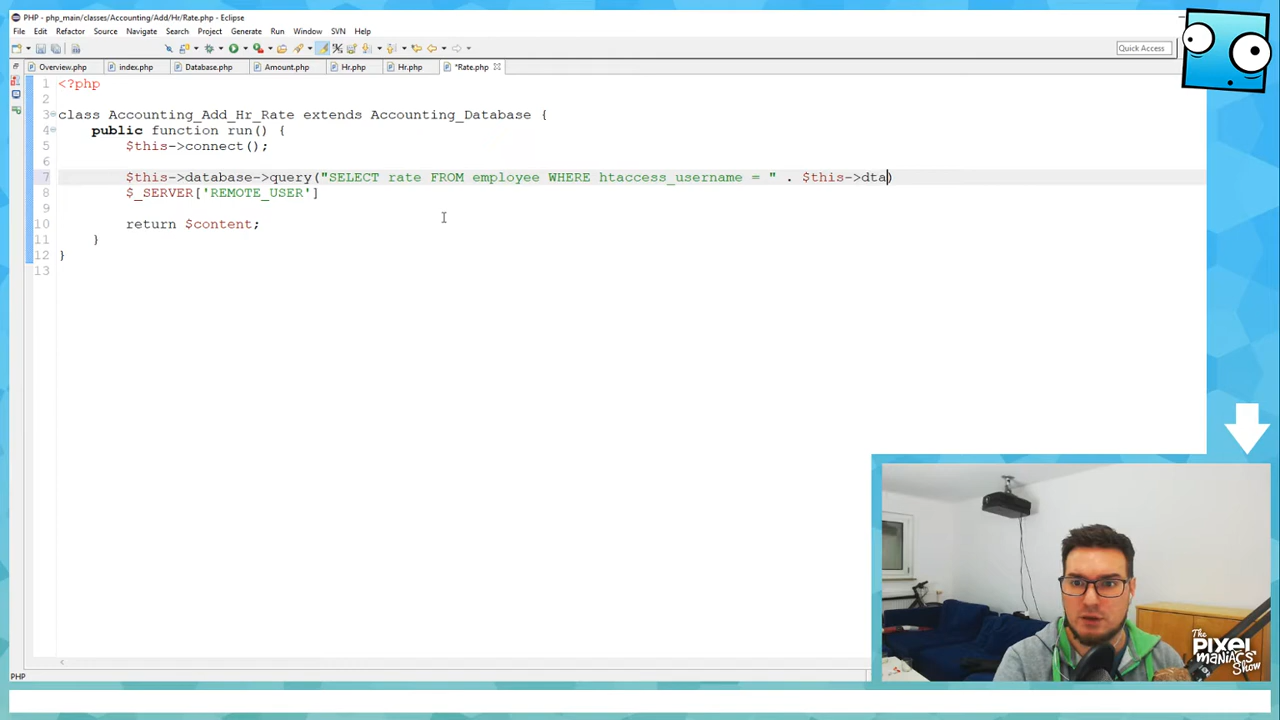 PHP - php_main/classes/Accounting/Add/Hr/Rate.php - Eclipse
File Edit Refactor Source Navigate Search Project Generate Run Window SVN Help
Quick Access
Overview.php index.php Database.php Amount.php Hr.php Hr.php *Rate.php
1 <?php
2
3 class Accounting_Add_Hr_Rate extends Accounting_Database {
4 public function run() {
5 $this->connect();
6
7 $this->database->query("SELECT rate FROM employee WHERE htaccess_username = " . $this->dta)
8 $_SERVER['REMOTE_USER']
9
10 return $content;
11 }
12 }
13
PHP
The
PIXEL
MANIACS
Show